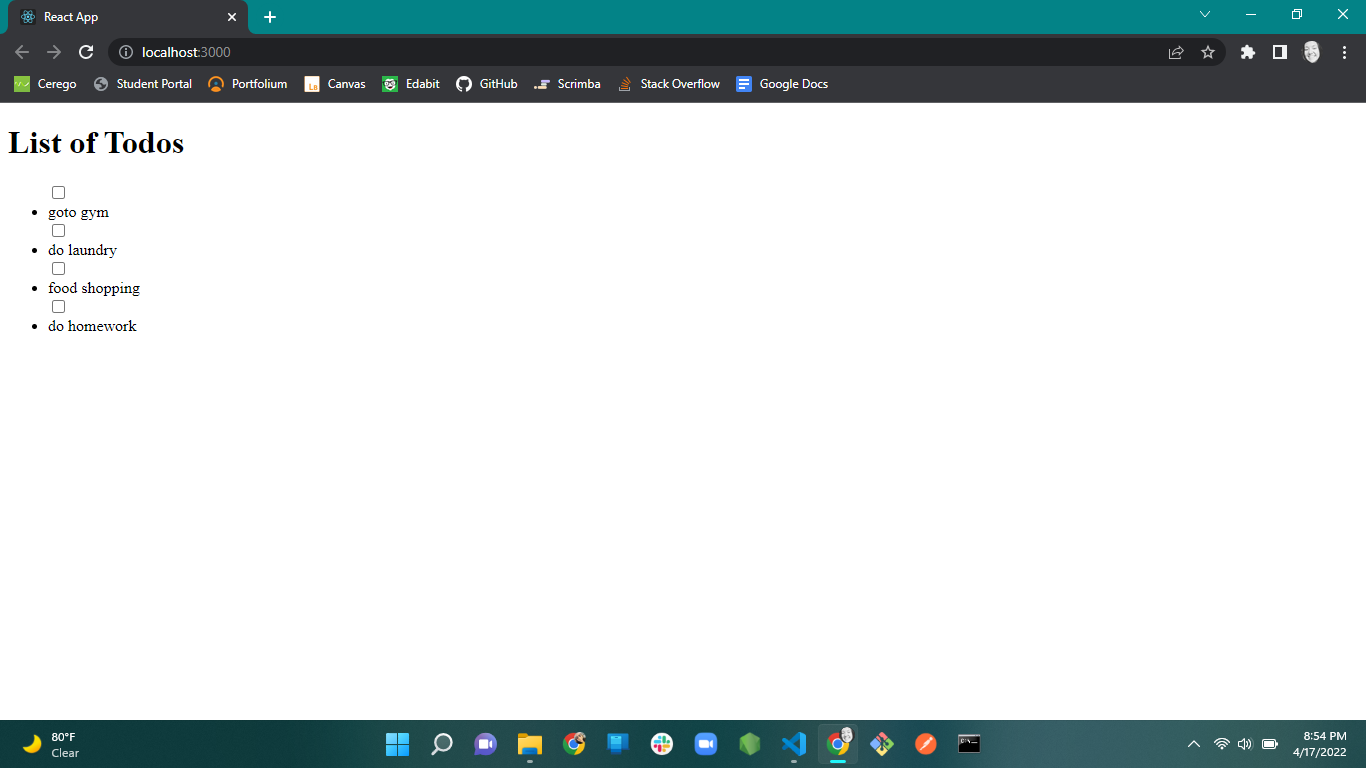 React App
localhost:3000
Cerego Student Portal Portfolium Canvas Edabit GitHub Scrimba Stack Overflow Google Docs
List of Todos
goto gym
do laundry
food shopping
do homework
80°F
Clear
8:54 PM
4/17/2022